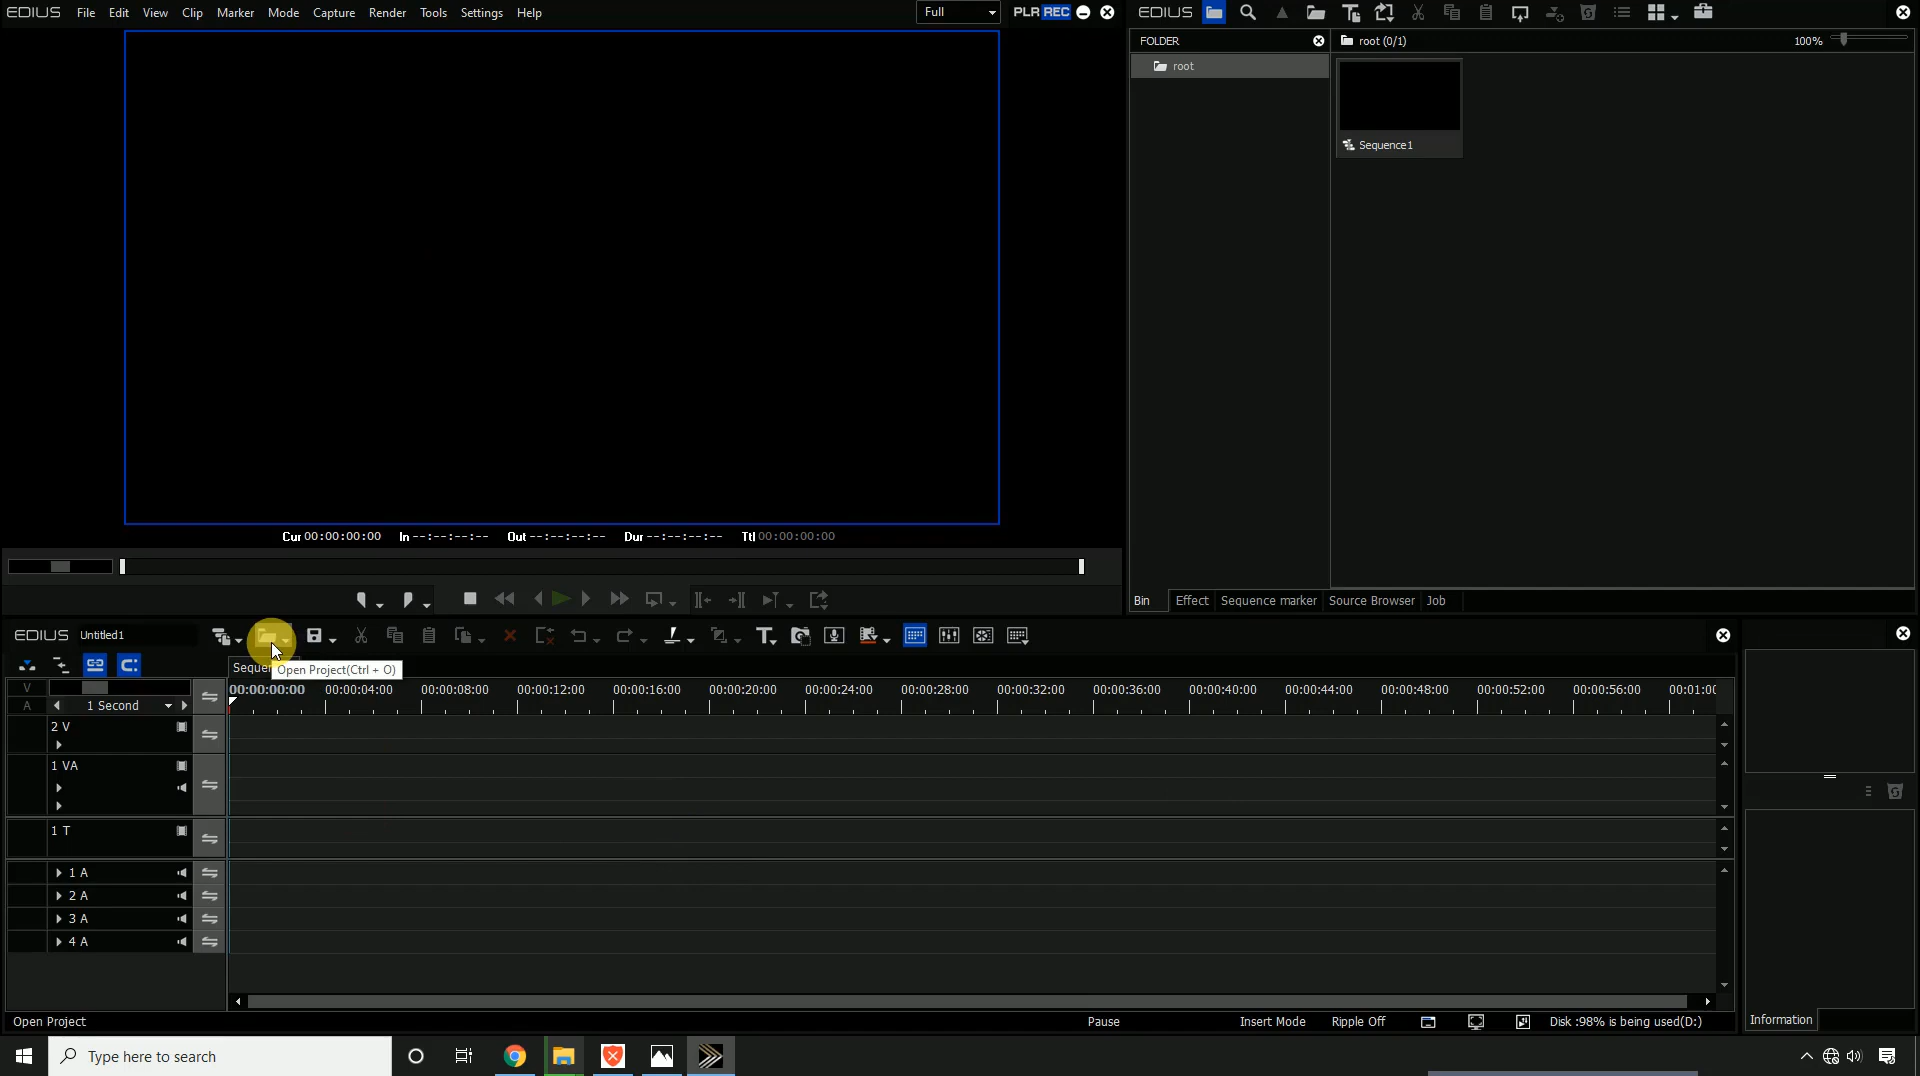 EDIUS File Edit View Clip Marker Mode Capture Render Tools Settings Help
Full PLR REC
EDIUS
FOLDER
root (0/1)
100%
root
Sequence1
Cur 00:00:00:00 In --:--:--:-- Out --:--:--:-- Dur --:--:--:-- Ttl 00:00:00:00
Bin Effect Sequence marker Source Browser Job
EDIUS Untitled1
Open Project(Ctrl + O)
V
A
1 Second
00:00:00:00 00:00:04:00 00:00:08:00 00:00:12:00 00:00:16:00 00:00:20:00 00:00:24:00 00:00:28:00 00:00:32:00 00:00:36:00 00:00:40:00 00:00:44:00 00:00:48:00 00:00:52:00 00:00:56:00
2 V
1 VA
1 T
1 A
2 A
3 A
4 A
Open Project
Pause
Insert Mode
Ripple Off
Disk :98% is being used(D:)
Information
Type here to search